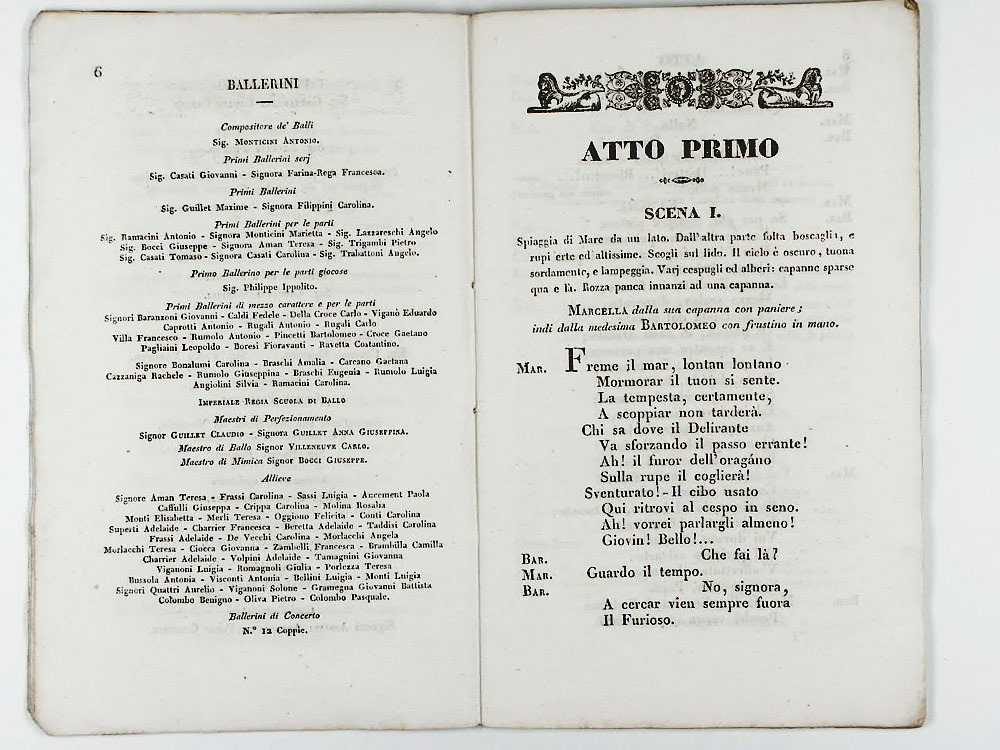 6
BALLERINI
Compositore de' Balli
Sig. Monticini Antonio.
Primi Ballerini serj
Sig. Casati Giovanni - Signora Farina-Rega Francesca.
Primi Ballerini
Sig. Guillet Maxime - Signora Filippini Carolina.
Primi Ballerini per le parti
Sig. Ramacini Antonio - Signora Monticini Marietta - Sig. Lazzareschi Angelo
Sig. Bocci Giuseppe - Signora Aman Teresa - Sig. Trigambi Pietro
Sig. Casati Tomaso - Signora Casati Carolina - Sig. Trabattoni Angelo.
Primo Ballerino per le parti giocose
Sig. Philippe Ippolito.
Primi Ballerini di mezzo carattere e per le parti
Signori Baranzoni Giovanni - Caldi Fedele - Della Croce Carlo - Viganò Eduardo
Caprotti Antonio - Rugali Antonio - Rugali Carlo
Villa Francesco - Rumolo Antonio - Pincetti Bartolomeo - Croce Gaetano
Pagliaini Leopoldo - Boresi Fioravanti - Ravetta Costantino.
Signore Bonalumi Carolina - Braschi Amalia - Carcano Gaetana
Cazzaniga Rachele - Rumolo Giuseppina - Braschi Eugenia - Rumolo Luigia
Angiolini Silvia - Ramacini Carolina.
Imperiale Regia Scuola di Ballo
Maestri di Perfezionamento
Signor Guillet Claudio - Signora Guillet Anna Giuseppina.
Maestro di Ballo Signor Villeneuve Carlo.
Maestro di Mimica Signor Bocci Giuseppe.
Allieve
Signore Aman Teresa - Frassi Carolina - Sassi Luigia - Ancement Paola
Caffulli Giuseppa - Crippa Carolina - Molina Rosalia
Monti Elisabetta - Merli Teresa - Oggiono Felicita - Conti Carolina
Superti Adelaide - Charrier Francesca - Beretta Adelaide - Taddisi Carolina
Frassi Adelaide - De Vecchi Carolina - Morlacchi Angela
Morlacchi Teresa - Ciocca Giovanna - Zambelli Francesca - Brambilla Camilla
Charrier Adelaide - Volpini Adelaide - Tamagnini Giovanna
Viganoni Luigia - Romagnoli Giulia - Porlezza Teresa
Bussola Antonia - Visconti Antonia - Bellini Luigia - Monti Luigia
Signori Quattri Aurelio - Viganoni Solone - Gramegna Giovanni Battista
Colombo Benigno - Oliva Pietro - Colombo Pasquale.
Ballerini di Concerto
N.° 12 Coppie.
ATTO PRIMO
SCENA I.
Spiaggia di Mare da un lato. Dall'altra parte folta boscaglia, e
rupi erte ed altissime. Scogli sul lido. Il cielo è oscuro, tuona
sordamente, e lampeggia. Varj cespugli ed alberi: capanne sparse
qua e là. Rozza panca innanzi ad una capanna.
Marcella dalla sua capanna con paniere;
indi dalla medesima Bartolomeo con frustino in mano.
Mar. Freme il mar, lontan lontano
Mormorar il tuon si sente.
La tempesta, certamente,
A scoppiar non tarderà.
Chi sa dove il Delirante
Va sforzando il passo errante!
Ah! il furor dell'oragáno
Sulla rupe il coglierà!
Sventurato!-Il cibo usato
Qui ritrovi al cespo in seno.
Ah! vorrei parlargli almeno!
Giovin! Bello!...
Bar. Che fai là?
Mar. Guardo il tempo.
Bar. No, signora,
A cercar vien sempre fuora
Il Furioso.